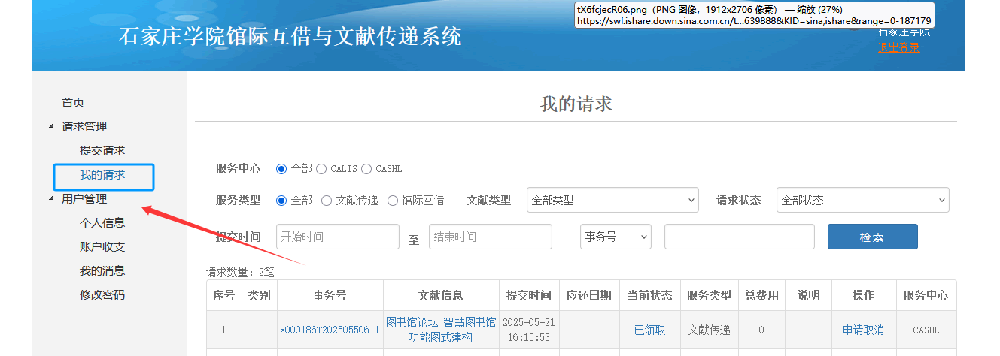 tX6fcjecR06.png（PNG 图像，1912x2706 像素） — 缩放 (27%)
https://swf.ishare.down.sina.com.cn/t...639888&KID=sina,ishare&range=0-187179
石家庄学院馆际互借与文献传递系统
石家庄学院
退出登录
首页
请求管理
提交请求
我的请求
用户管理
个人信息
账户收支
我的消息
修改密码
我的请求
服务中心 全部 CALIS CASHL
服务类型 全部 文献传递 馆际互借 文献类型 全部类型 请求状态 全部状态
提交时间 开始时间 至 结束时间 事务号 检索
请求数量：2笔
序号 类别 事务号 文献信息 提交时间 应还日期 当前状态 服务类型 总费用 说明 操作 服务中心
1 a000186T20250550611 图书馆论坛 智慧图书馆 2025-05-21 已领取 文献传递 0 - 申请取消 CASHL
功能图式建构 16:15:53